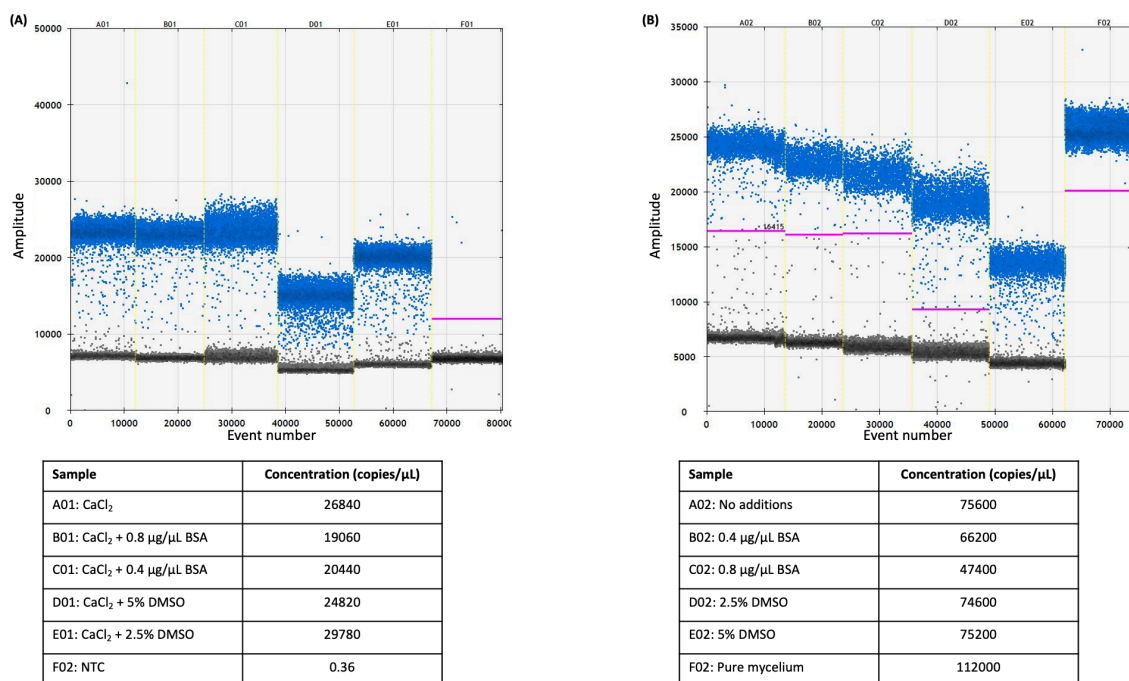 (A)
A01 B01 C01 D01 E01 F01
50000
40000
30000
20000
10000
0
Amplitude
0 10000 20000 30000 40000 50000 60000 70000 80000
Event number
Sample Concentration (copies/µL)
A01: CaCl₂ 26840
B01: CaCl₂ + 0.8 µg/µL BSA 19060
C01: CaCl₂ + 0.4 µg/µL BSA 20440
D01: CaCl₂ + 5% DMSO 24820
E01: CaCl₂ + 2.5% DMSO 29780
F02: NTC 0.36
(B)
A02 B02 C02 D02 E02 F02
35000
30000
25000
20000
15000
10000
5000
0
Amplitude
16415
0 10000 20000 30000 40000 50000 60000 70000
Event number
Sample Concentration (copies/µL)
A02: No additions 75600
B02: 0.4 µg/µL BSA 66200
C02: 0.8 µg/µL BSA 47400
D02: 2.5% DMSO 74600
E02: 5% DMSO 75200
F02: Pure mycelium 112000